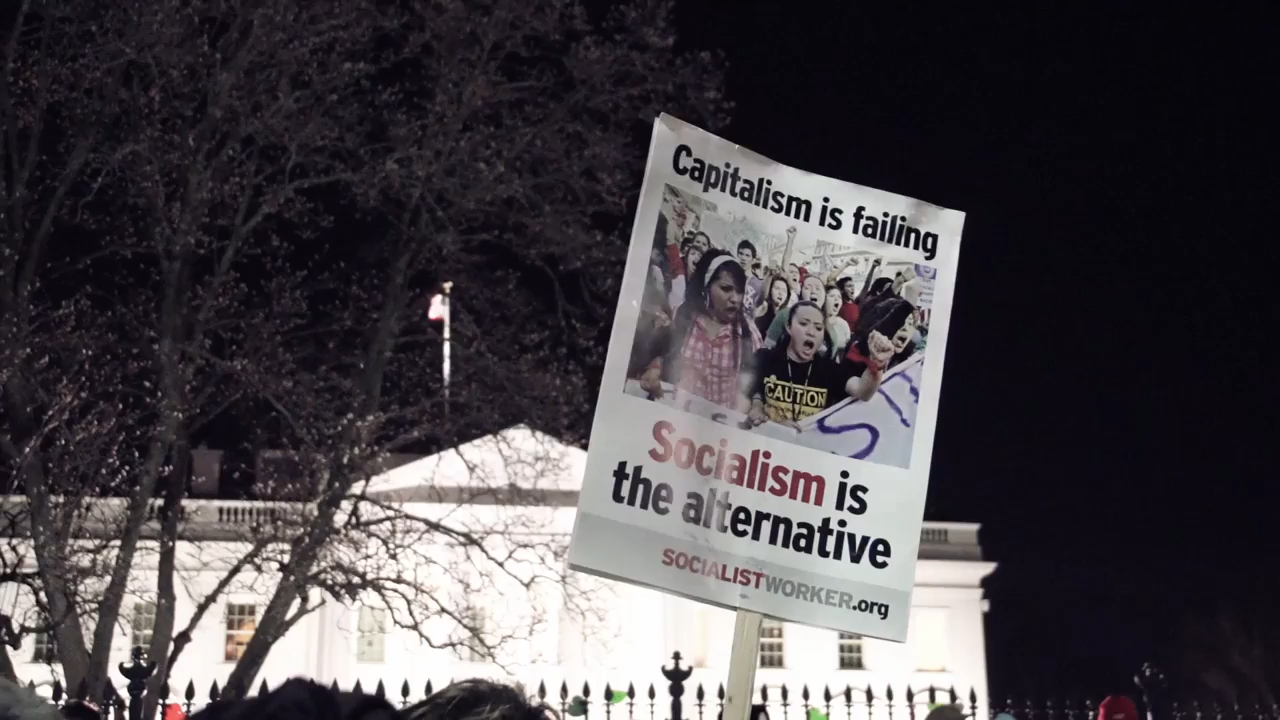 Capitalism is failing
CAUTION
Socialism is
the alternative
SOCIALISTWORKER.org